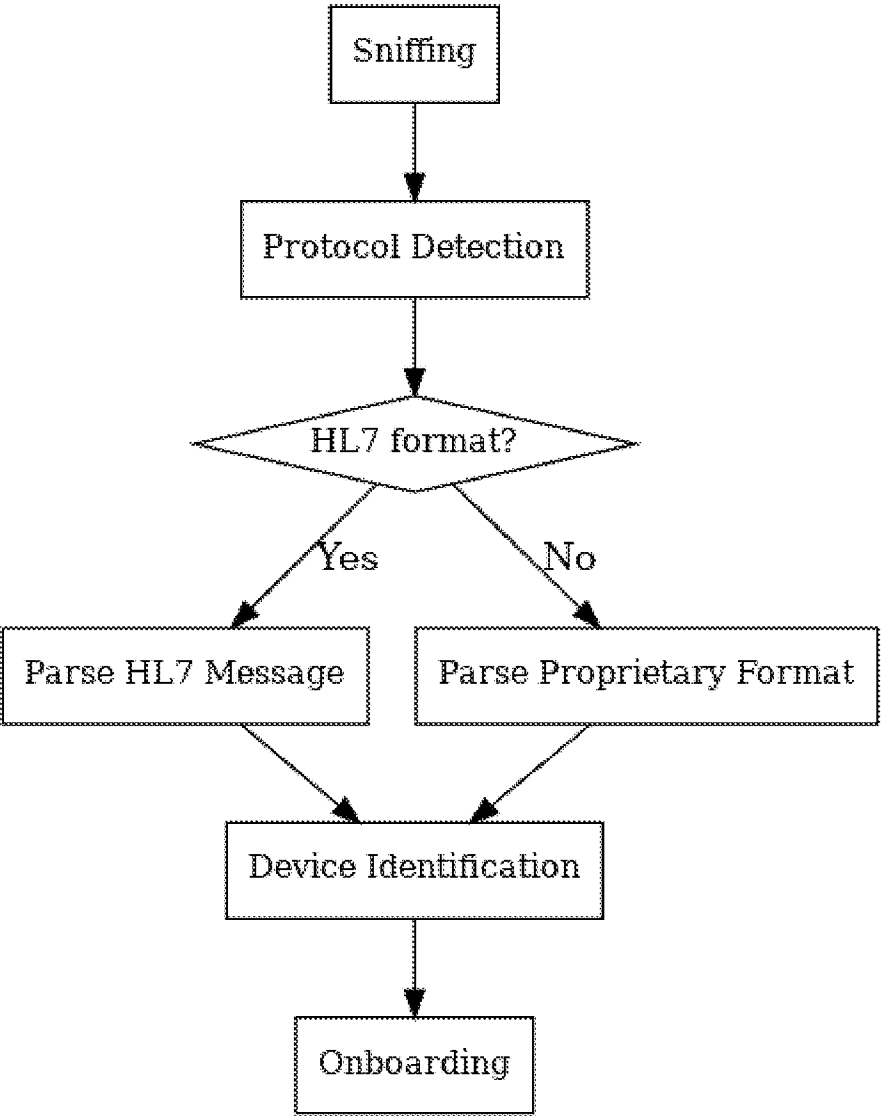 Sniffing
Protocol Detection
HL7 format?
Yes
No
Parse HL7 Message
Parse Proprietary Format
Device Identification
Onboarding